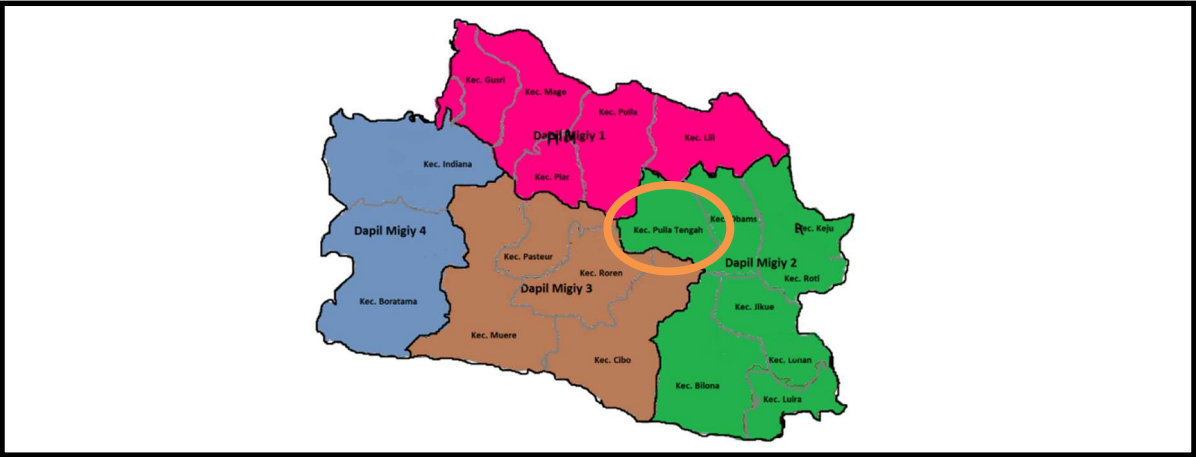 Kec. Gusri
Kec. Mage
Kec. Pulla
Dapil Migiy 1
Kec. Lili
Kec. Indiana
Kec. Piar
Kec. Obama
Dapil Migiy 4
Kec. Pulla Tengah
Kec. Keju
Kec. Pasteur
Dapil Migiy 2
Kec. Roren
Kec. Roti
Dapil Migiy 3
Kec. Boratama
Kec. Jikue
Kec. Muere
Kec. Cibo
Kec. Lunan
Kec. Bilona
Kec. Luira